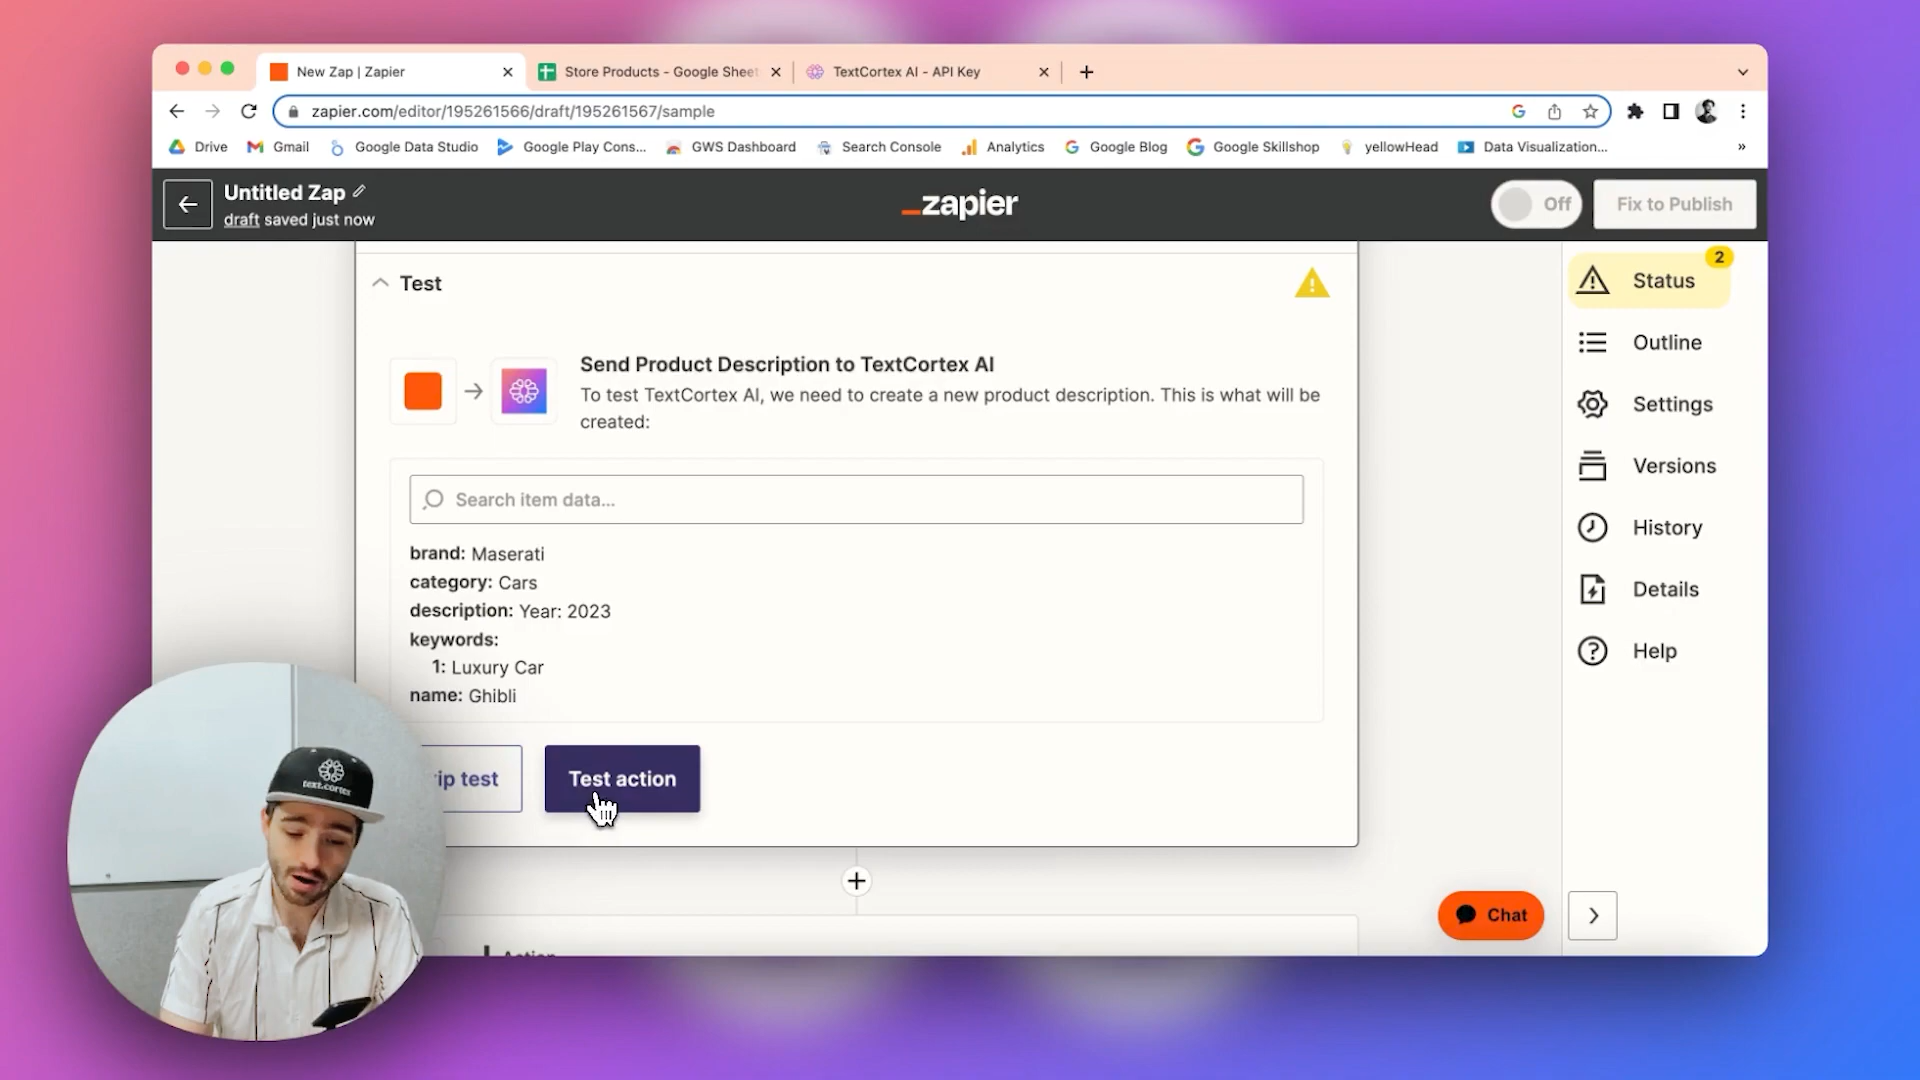 New Zap | Zapier
Store Products - Google Sheet
TextCortex AI - API Key
zapier.com/editor/195261566/draft/195261567/sample
Drive
Gmail
Google Data Studio
Google Play Cons...
GWS Dashboard
Search Console
Analytics
Google Blog
Google Skillshop
yellowHead
Data Visualization...
»
Untitled Zap
draft saved just now
_zapier
Off
Fix to Publish
2
Status
Outline
Settings
Versions
History
Details
Help
Test
Send Product Description to TextCortex AI
To test TextCortex AI, we need to create a new product description. This is what will be
created:
Search item data...
brand: Maserati
category: Cars
description: Year: 2023
keywords:
1: Luxury Car
name: Ghibli
ip test
Test action
text.cortex
Chat
Action